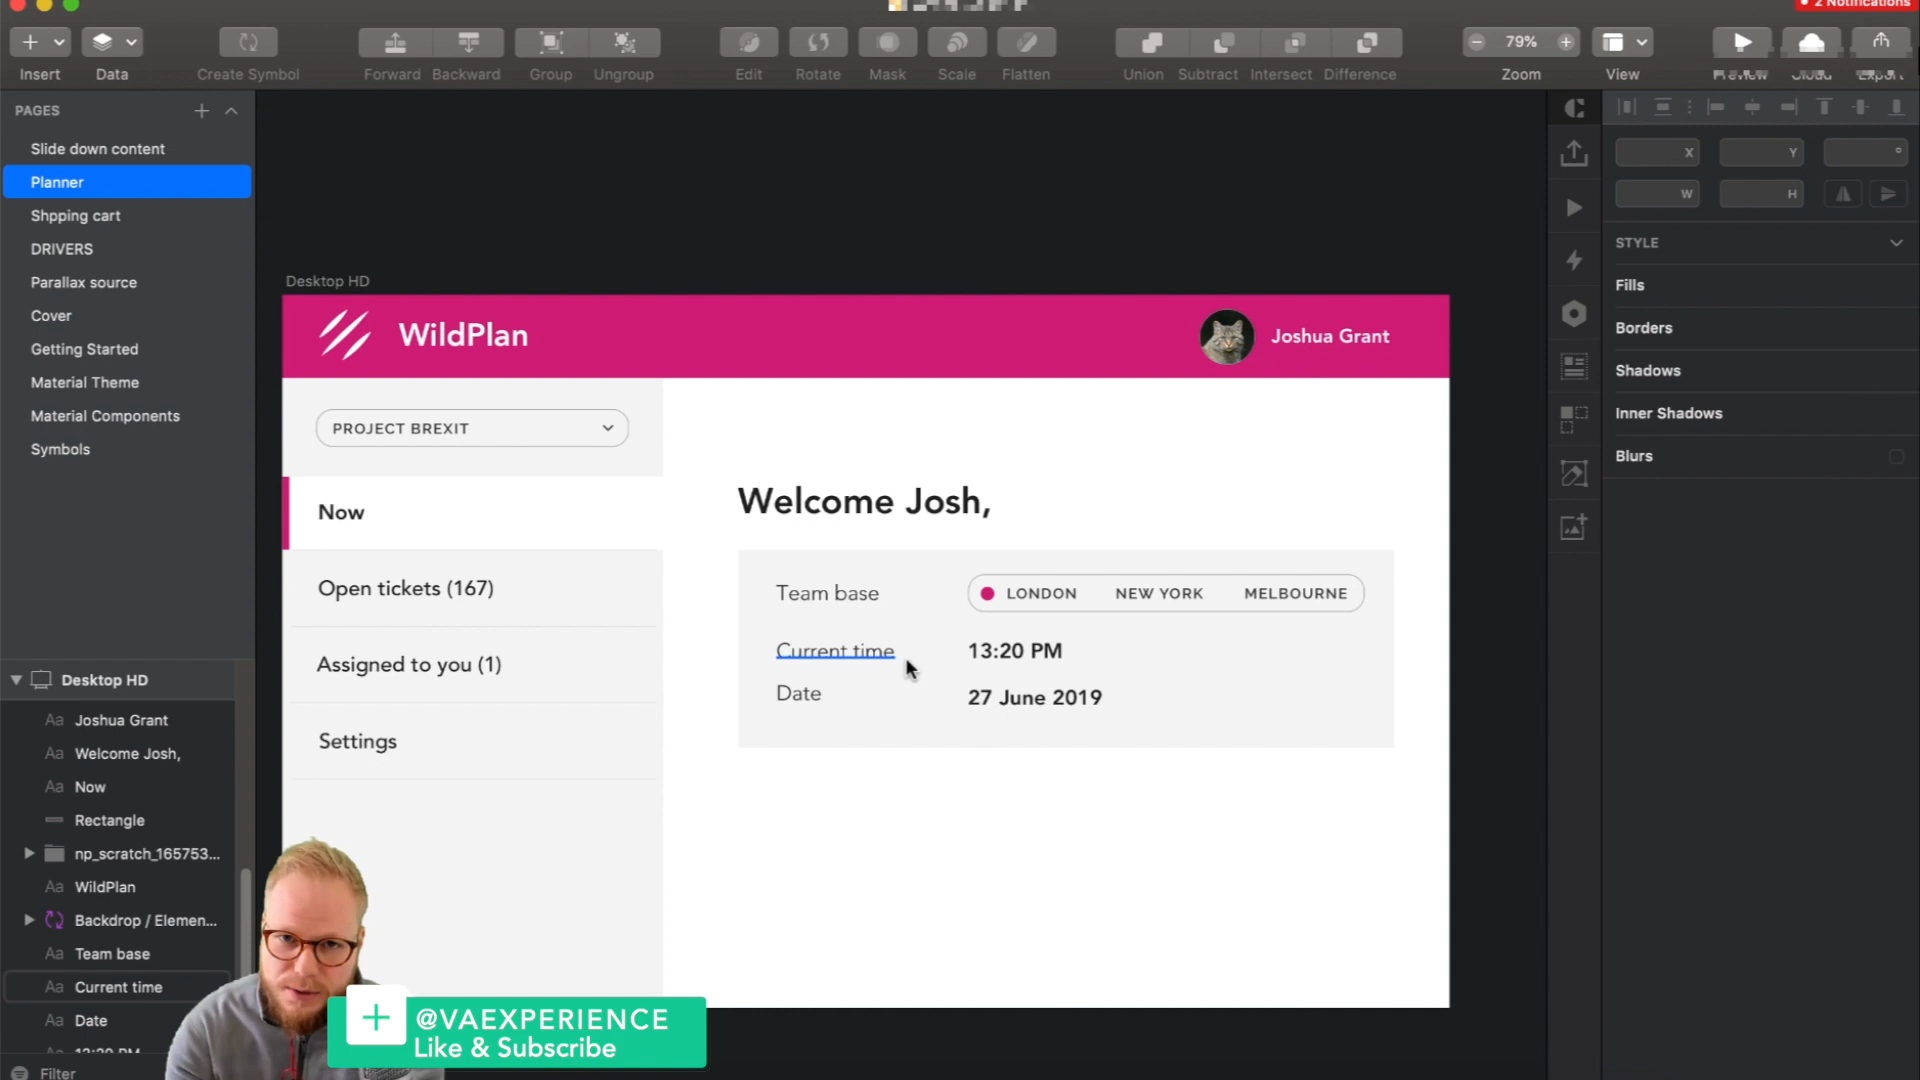 2 Notifications
Insert
Data
Create Symbol
Forward
Backward
Group
Ungroup
Edit
Rotate
Mask
Scale
Flatten
Union
Subtract
Intersect
Difference
79%
Zoom
View
PAGES
Slide down content
Planner
Shpping cart
DRIVERS
Parallax source
Cover
Getting Started
Material Theme
Material Components
Symbols
Desktop HD
Joshua Grant
Welcome Josh,
Now
Rectangle
np_scratch_165753...
WildPlan
Backdrop / Elemen...
Team base
Current time
Date
Filter
Desktop HD
WildPlan
Joshua Grant
PROJECT BREXIT
Now
Open tickets (167)
Assigned to you (1)
Settings
Welcome Josh,
Team base
LONDON
NEW YORK
MELBOURNE
Current time
13:20 PM
Date
27 June 2019
@VAEXPERIENCE
Like & Subscribe
X
Y
W
H
STYLE
Fills
Borders
Shadows
Inner Shadows
Blurs